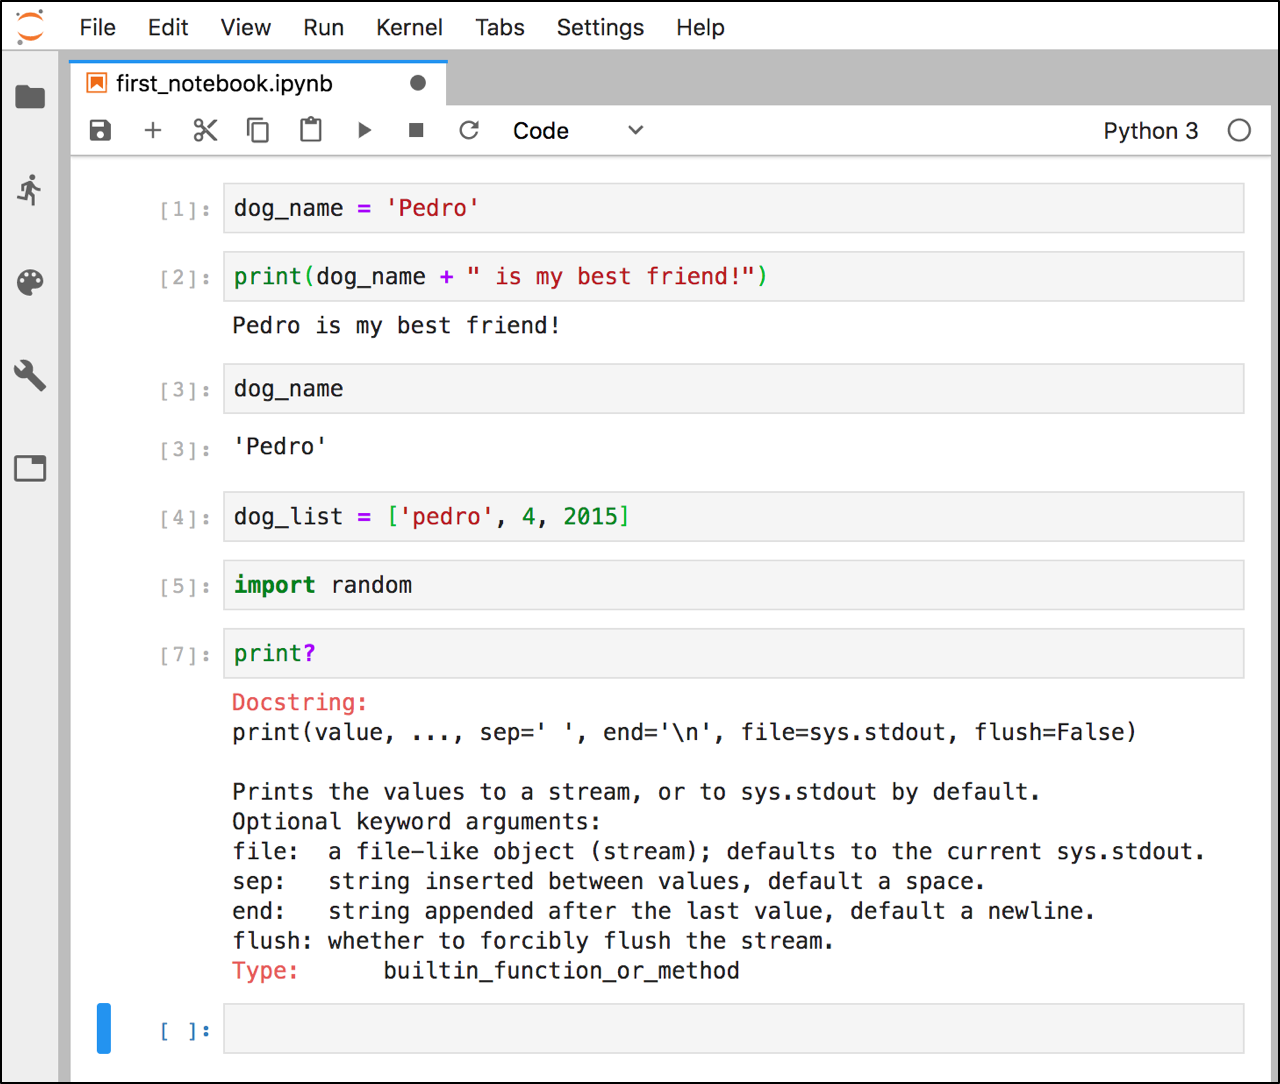 File Edit View Run Kernel Tabs Settings Help
first_notebook.ipynb
Code Python 3
[1]: dog_name = 'Pedro'
[2]: print(dog_name + " is my best friend!")
Pedro is my best friend!
[3]: dog_name
[3]: 'Pedro'
[4]: dog_list = ['pedro', 4, 2015]
[5]: import random
[7]: print?
Docstring:
print(value, ..., sep=' ', end='\n', file=sys.stdout, flush=False)
Prints the values to a stream, or to sys.stdout by default.
Optional keyword arguments:
file:  a file-like object (stream); defaults to the current sys.stdout.
sep:   string inserted between values, default a space.
end:   string appended after the last value, default a newline.
flush: whether to forcibly flush the stream.
Type:      builtin_function_or_method
[ ]: